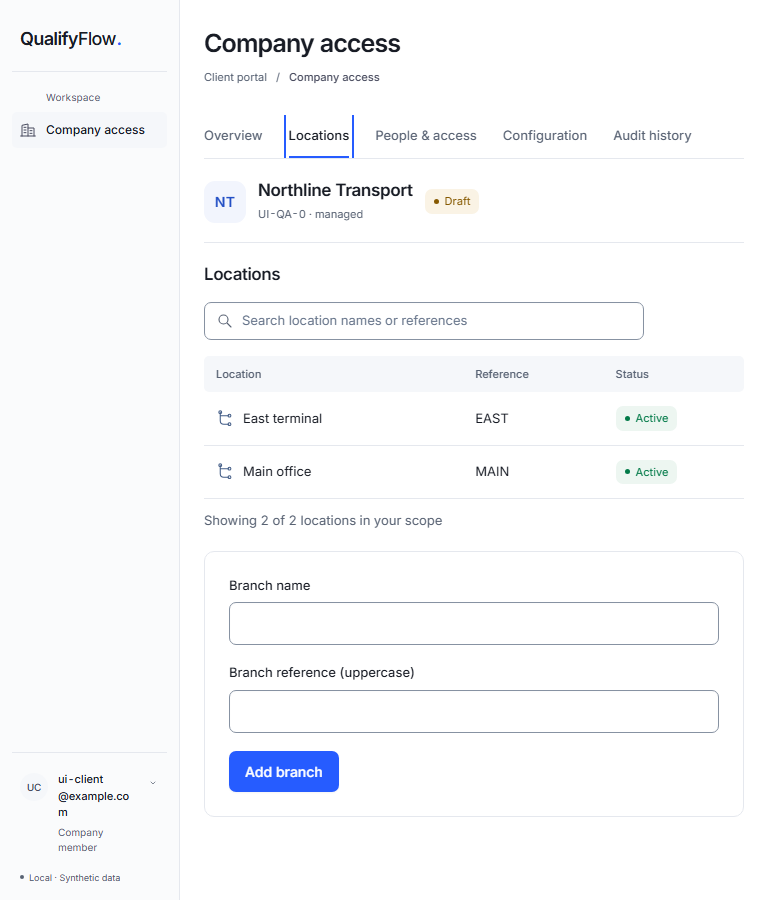 QualifyFlow.
Workspace
Company access
Company access
Client portal / Company access
Overview Locations People & access Configuration Audit history
NT
Northline Transport
UI-QA-0 · managed
Draft
Locations
Search location names or references
Location Reference Status
East terminal EAST Active
Main office MAIN Active
Showing 2 of 2 locations in your scope
Branch name
Branch reference (uppercase)
Add branch
UC
ui-client
@example.co
m
Company
member
Local · Synthetic data